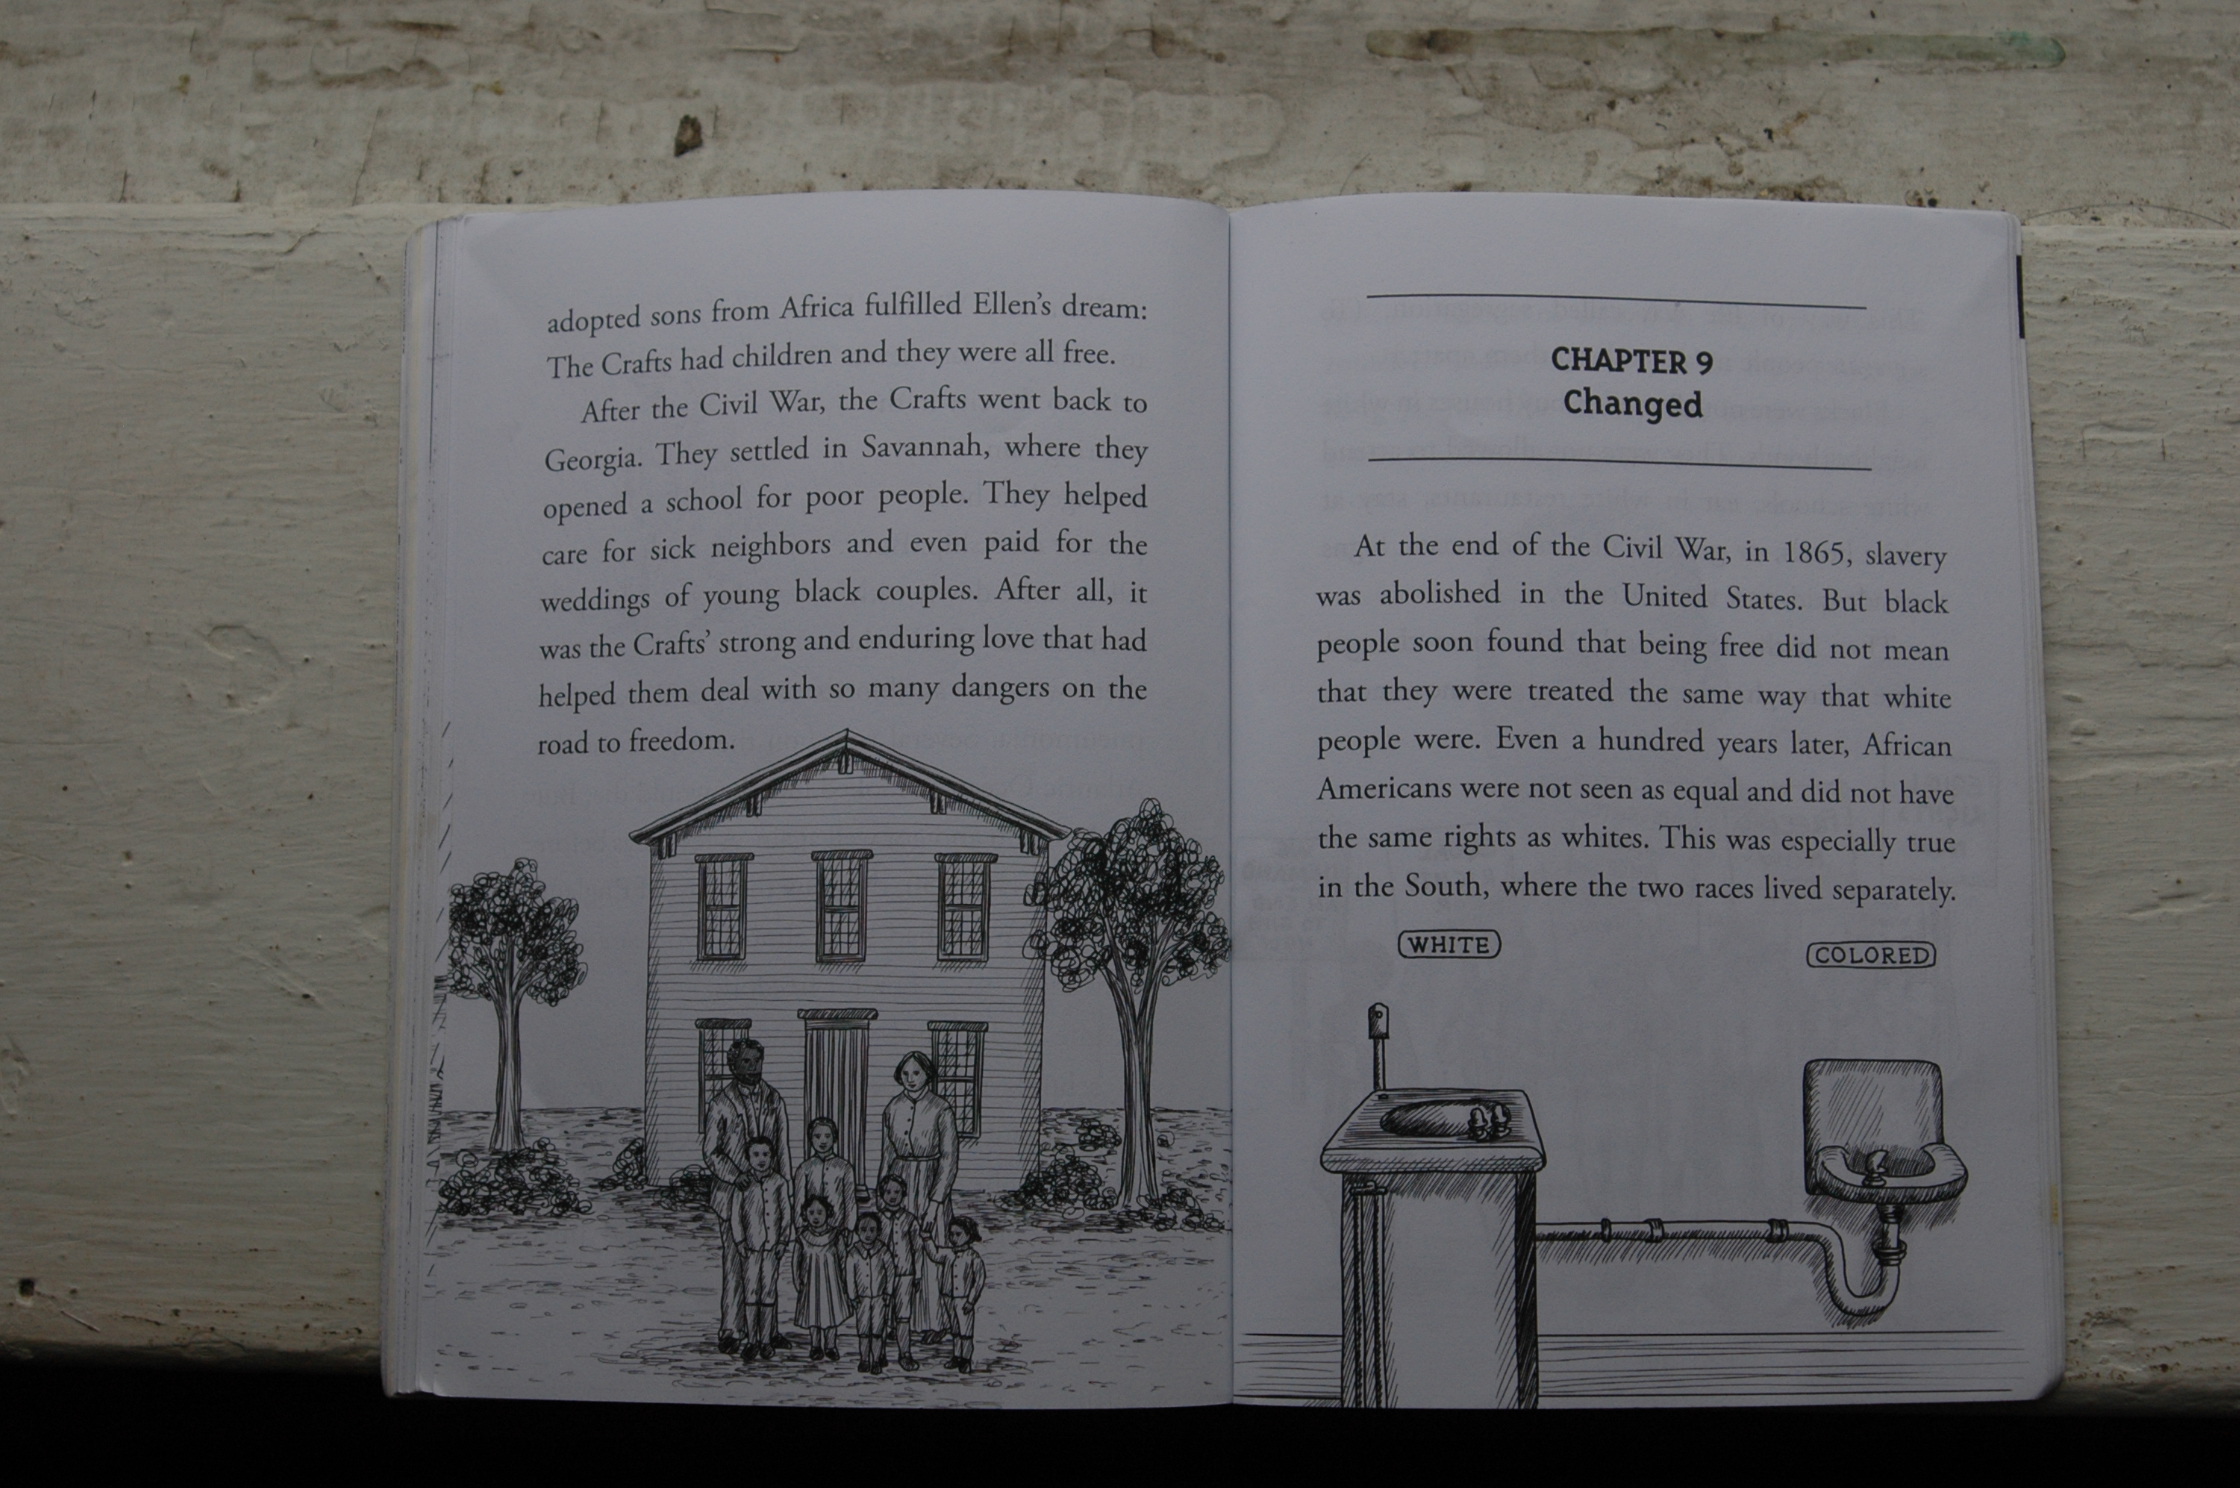 adopted sons from Africa fulfilled Ellen's dream:
The Crafts had children and they were all free.
After the Civil War, the Crafts went back to
Georgia. They settled in Savannah, where they
opened a school for poor people. They helped
care for sick neighbors and even paid for the
weddings of young black couples. After all, it
was the Crafts' strong and enduring love that had
helped them deal with so many dangers on the
road to freedom.
CHAPTER 9
Changed
At the end of the Civil War, in 1865, slavery
was abolished in the United States. But black
people soon found that being free did not mean
that they were treated the same way that white
people were. Even a hundred years later, African
Americans were not seen as equal and did not have
the same rights as whites. This was especially true
in the South, where the two races lived separately.
WHITE
COLORED